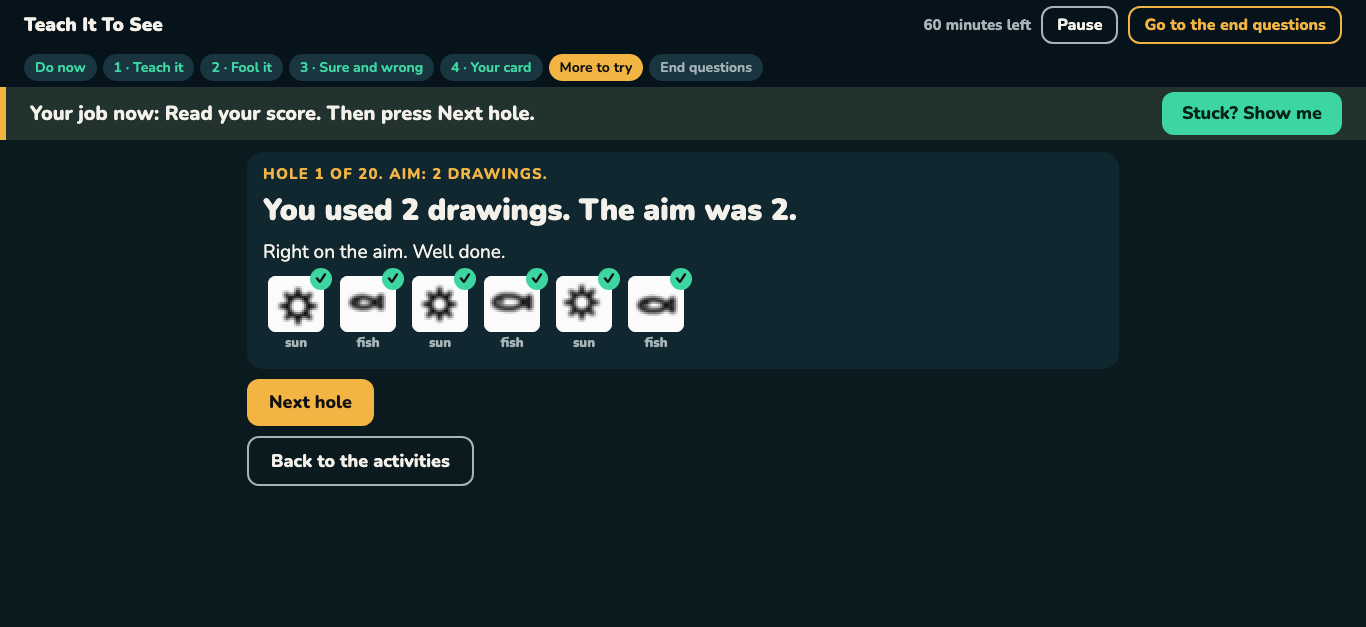 Teach It To See
60 minutes left
Pause
Go to the end questions
Do now
1 · Teach it
2 · Fool it
3 · Sure and wrong
4 · Your card
More to try
End questions
Your job now: Read your score. Then press Next hole.
Stuck? Show me
HOLE 1 OF 20. AIM: 2 DRAWINGS.
You used 2 drawings. The aim was 2.
Right on the aim. Well done.
sun fish sun fish sun fish
Next hole
Back to the activities